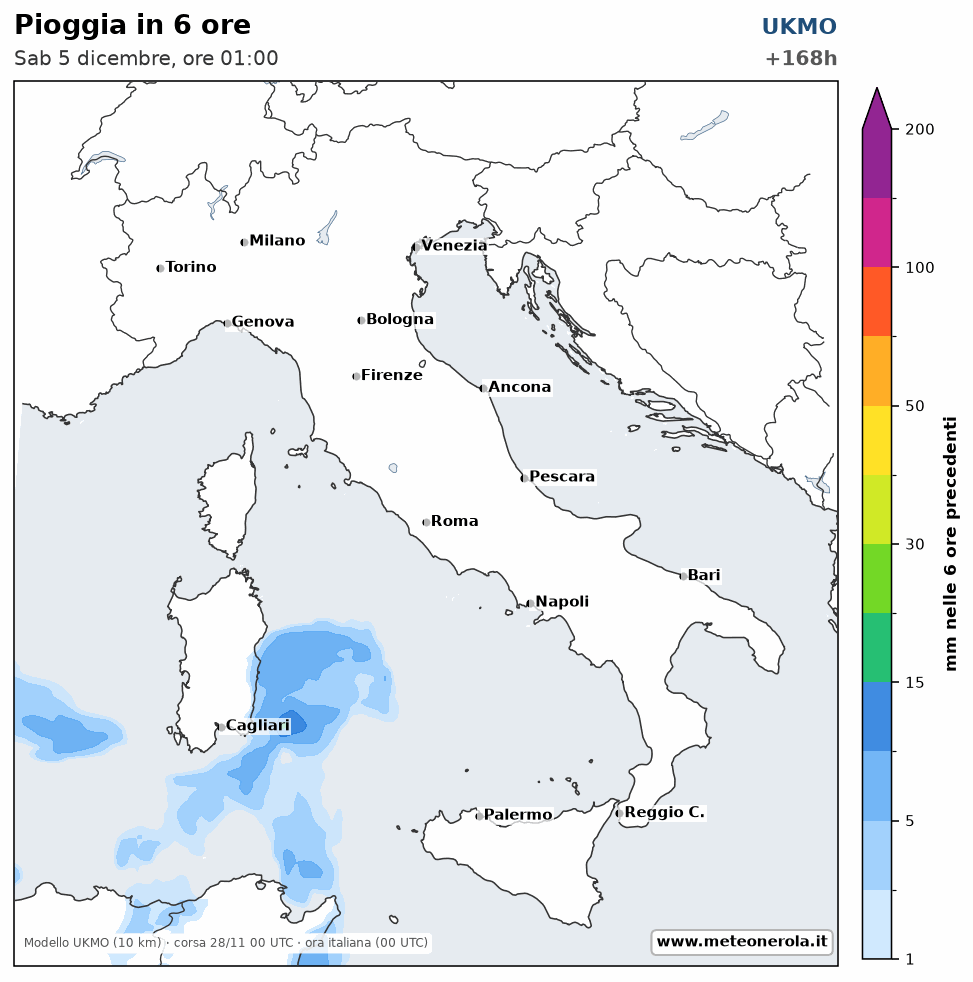 Pioggia in 6 ore
UKMO
Sab 5 dicembre, ore 01:00
+168h
200
100
50
30
15
5
1
mm nelle 6 ore precedenti
Milano
Venezia
Torino
Genova
Bologna
Firenze
Ancona
Pescara
Roma
Bari
Napoli
Cagliari
Palermo
Reggio C.
Modello UKMO (10 km) · corsa 28/11 00 UTC · ora italiana (00 UTC)
www.meteonerola.it